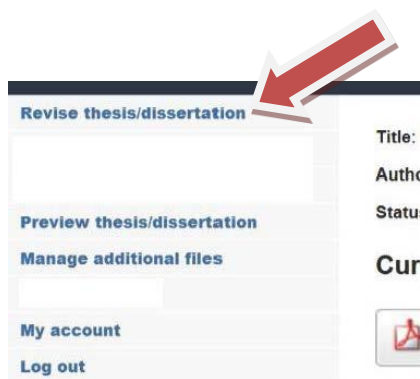 Revise thesis/dissertation
Preview thesis/dissertation
Manage additional files
My account
Log out
Title: